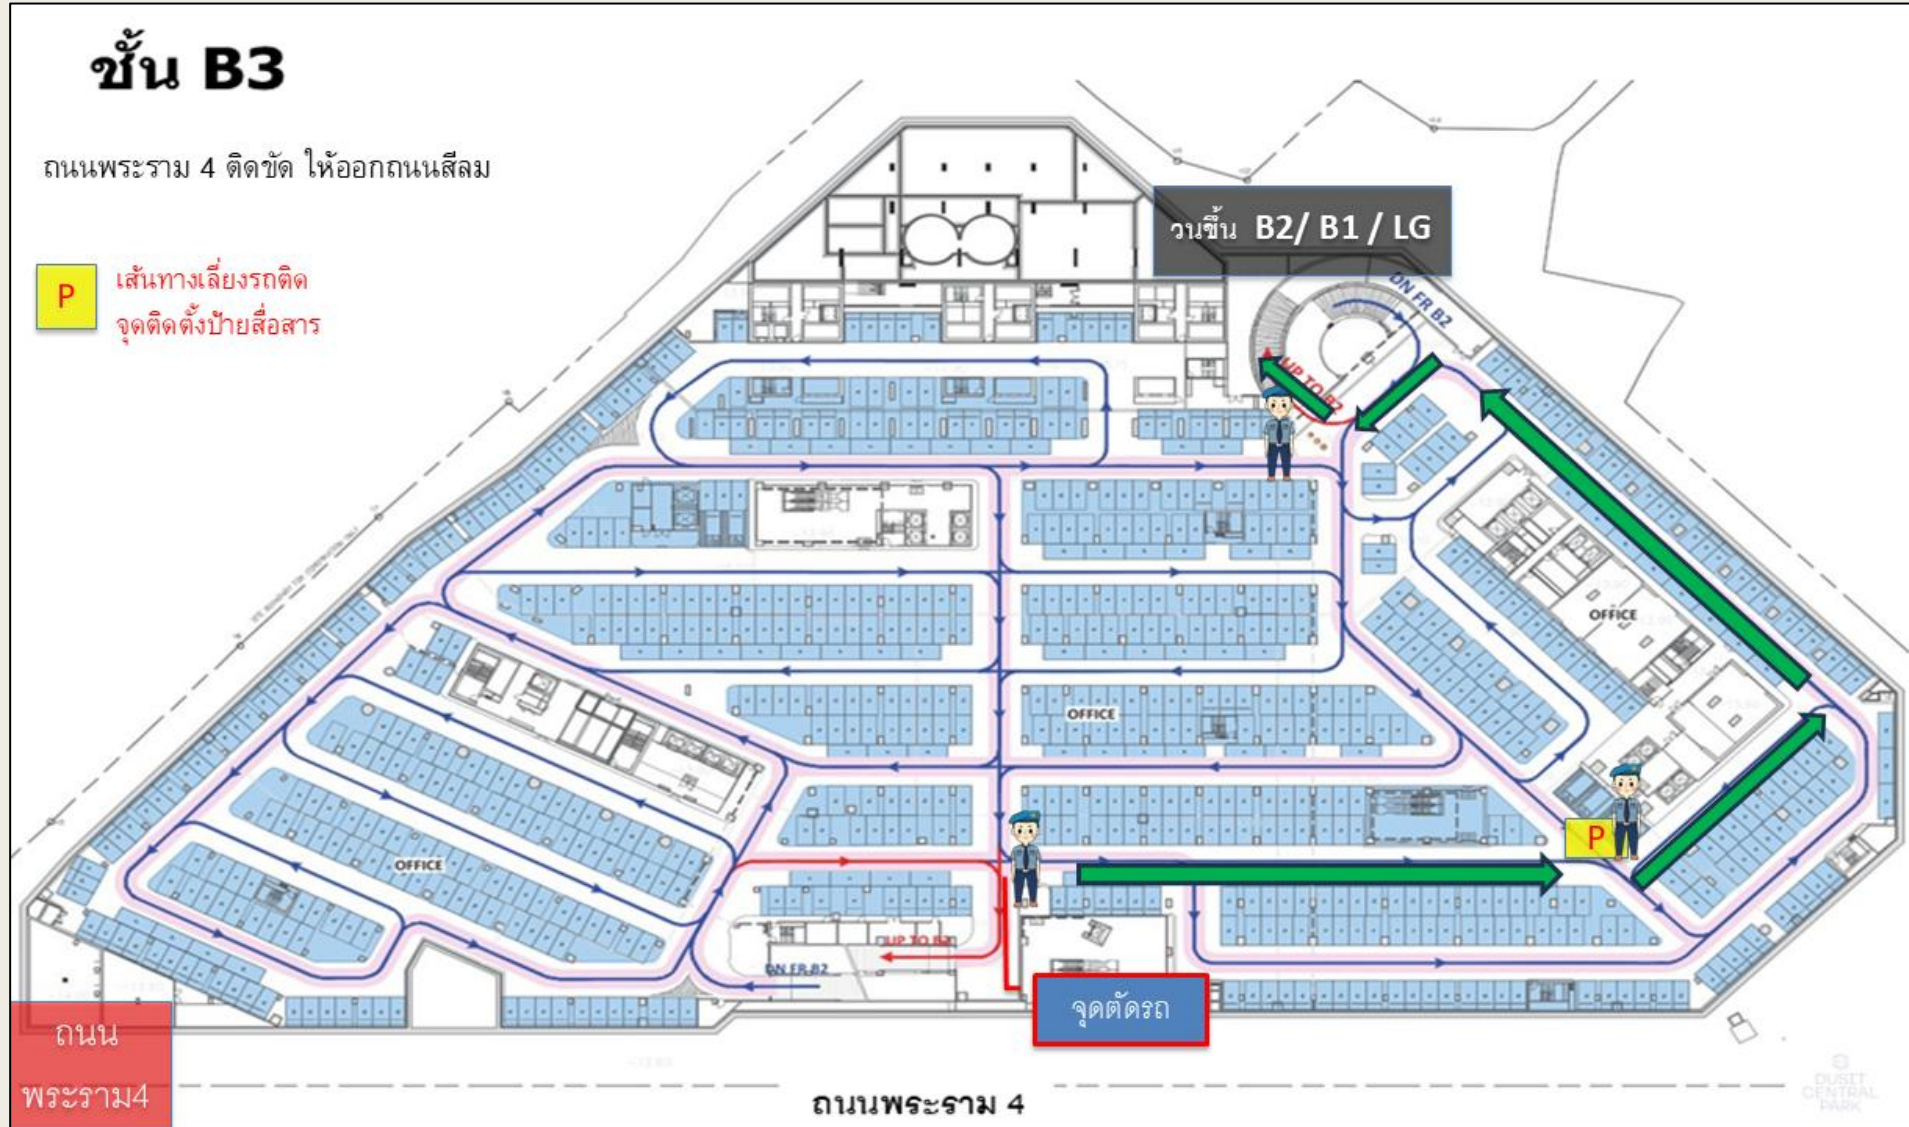 ชั้น B3
ถนนพระราม 4 ติดขัด ให้ออกถนนสีลม
P
เส้นทางเลี่ยงรถติด
จุดติดตั้งป้ายสื่อสาร
วนขึ้น B2/ B1 / LG
DN FR B2
UP TO B2
OFFICE
OFFICE
P
OFFICE
UP TO B2
DN FR B2
จุดตัดรถ
ถนน
พระราม4
ถนนพระราม 4
DUSIT
CENTRAL
PARK